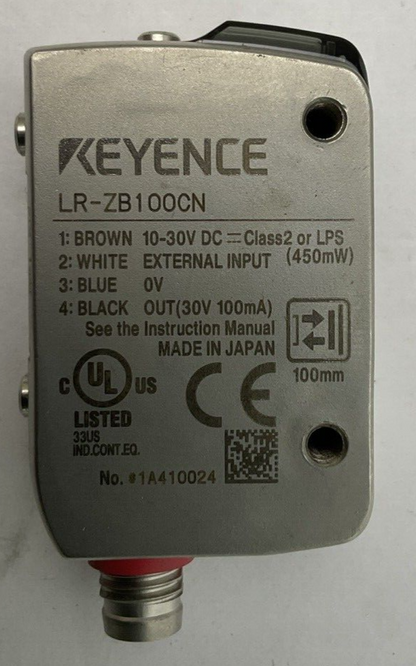 KEYENCE
LR-ZB100CN
1: BROWN 10-30V DC ⎓ Class2 or LPS
2: WHITE EXTERNAL INPUT (450mW)
3: BLUE 0V
4: BLACK OUT(30V 100mA)
See the Instruction Manual
MADE IN JAPAN
100mm
C UL US
CE
LISTED
33US
IND.CONT.EQ.
No. #1A410024